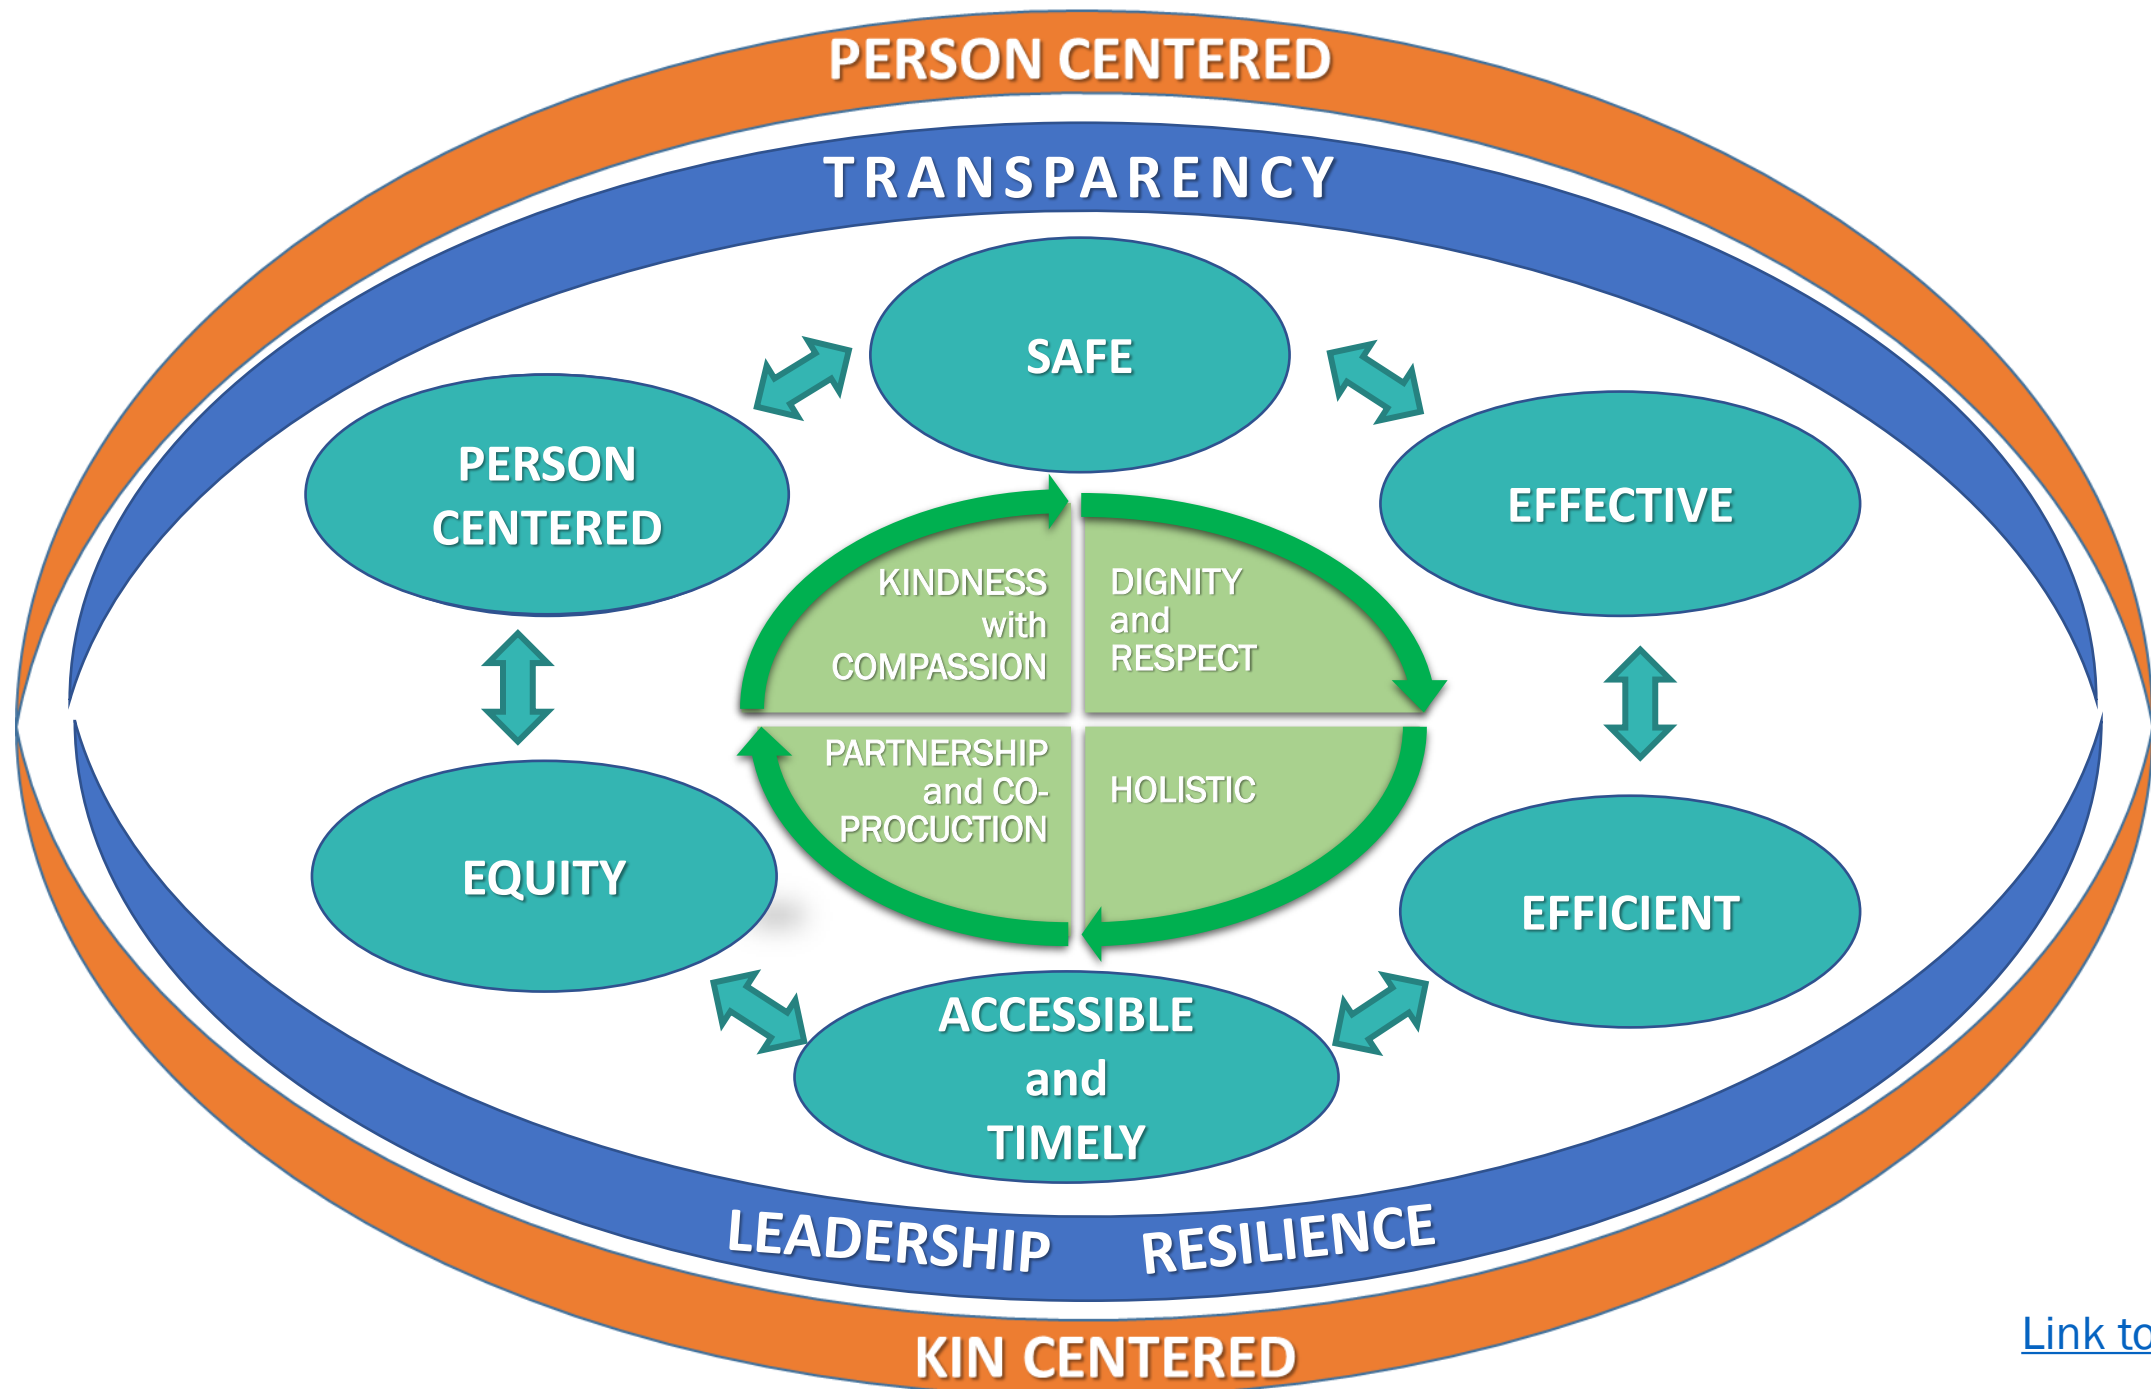 PERSON CENTERED
TRANSPARENCY
SAFE
PERSON
CENTERED
EFFECTIVE
KINDNESS
with
COMPASSION
DIGNITY
and
RESPECT
PARTNERSHIP
and CO-
PROCUCTION
HOLISTIC
EQUITY
EFFICIENT
ACCESSIBLE
and
TIMELY
LEADERSHIP RESILIENCE
KIN CENTERED
Link to